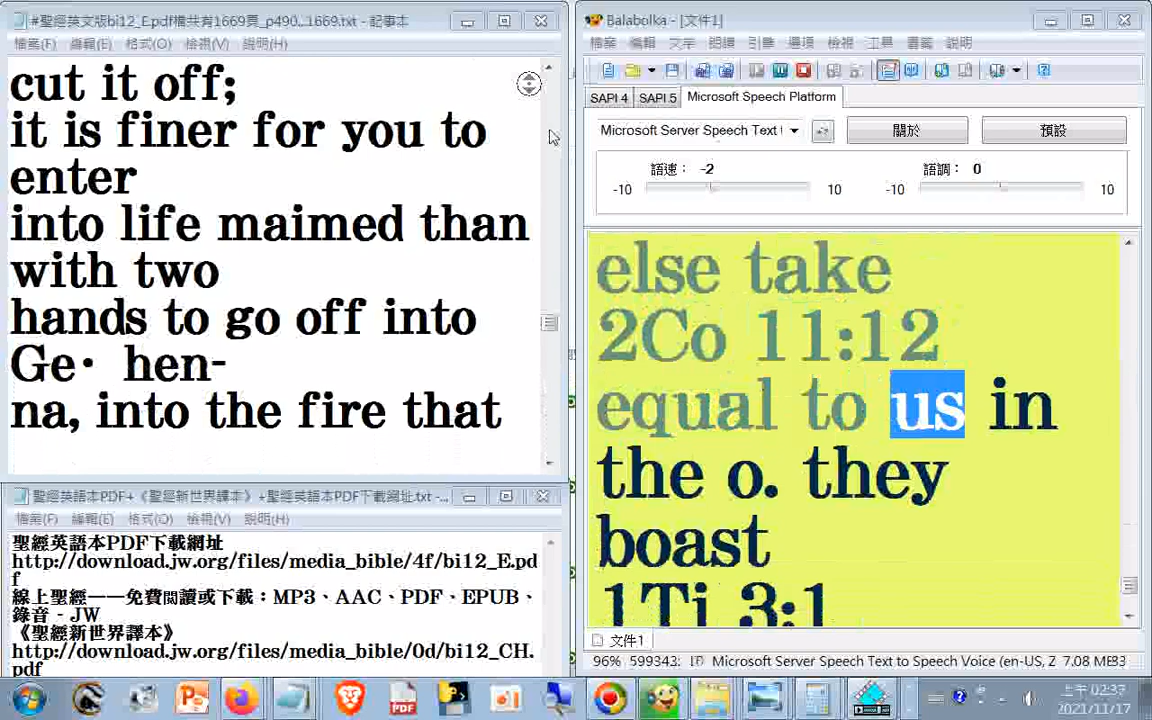 #聖經英文版bi12_E.pdf檔共有1669頁_p490...1669.txt - 記事本
檔案(F) 編輯(E) 格式(O) 檢視(V) 說明(H)
cut it off;
it is finer for you to
enter
into life maimed than
with two
hands to go off into
Ge· hen-
na, into the fire that
聖經英語本PDF+《聖經新世界譯本》+聖經英語本PDF下載網址.txt -...
檔案(F) 編輯(E) 格式(O) 檢視(V) 說明(H)
聖經英語本PDF下載網址
http://download.jw.org/files/media_bible/4f/bi12_E.pd
f
線上聖經——免費閱讀或下載：MP3、AAC、PDF、EPUB、
錄音 - JW
《聖經新世界譯本》
http://download.jw.org/files/media_bible/0d/bi12_CH.
pdf
Balabolka - [文件1]
檔案 編輯 文字 朗讀 引擎 選項 檢視 工具 書籤 說明
SAPI 4 SAPI 5 Microsoft Speech Platform
Microsoft Server Speech Text 關於 預設
語速： -2 語調： 0
-10 10 -10 10
else take
2Co 11:12
equal to us in
the o. they
boast
1Ti 3:1
文件1
96% 599343: Microsoft Server Speech Text to Speech Voice (en-US, Z 7.08 ME
上午 02:37
2021/11/17